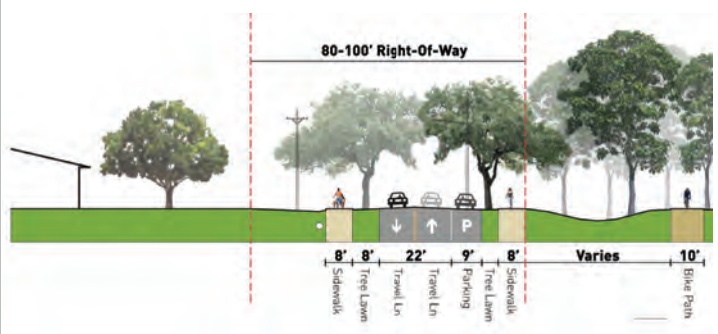 80-100' Right-Of-Way
P
8'
8'
22'
9'
8'
Varies
10'
Sidewalk
Tree Lawn
Travel Ln
Travel Ln
Parking
Tree Lawn
Sidewalk
Bike Path